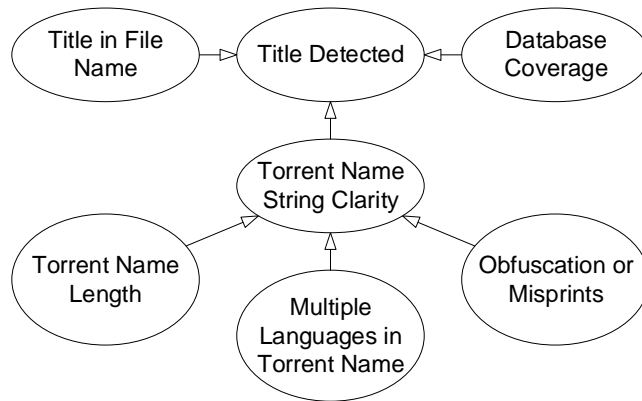 Title in File
Name
Title Detected
Database
Coverage
Torrent Name
String Clarity
Torrent Name
Length
Multiple
Languages in
Torrent Name
Obfuscation or
Misprints